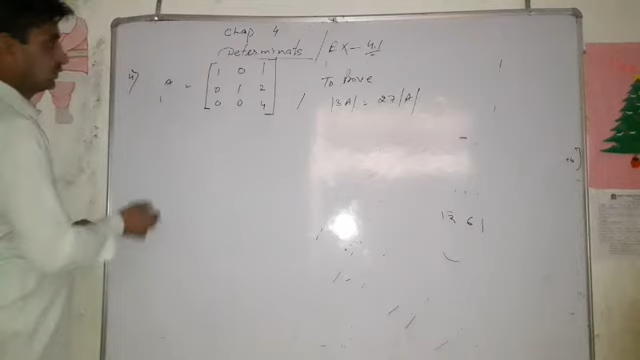 Chap 4
Determinats / EX - 4.1
4) A = [ 1 0 1
0 1 2
0 0 4 ] / To Prove
|3A| = 27|A|